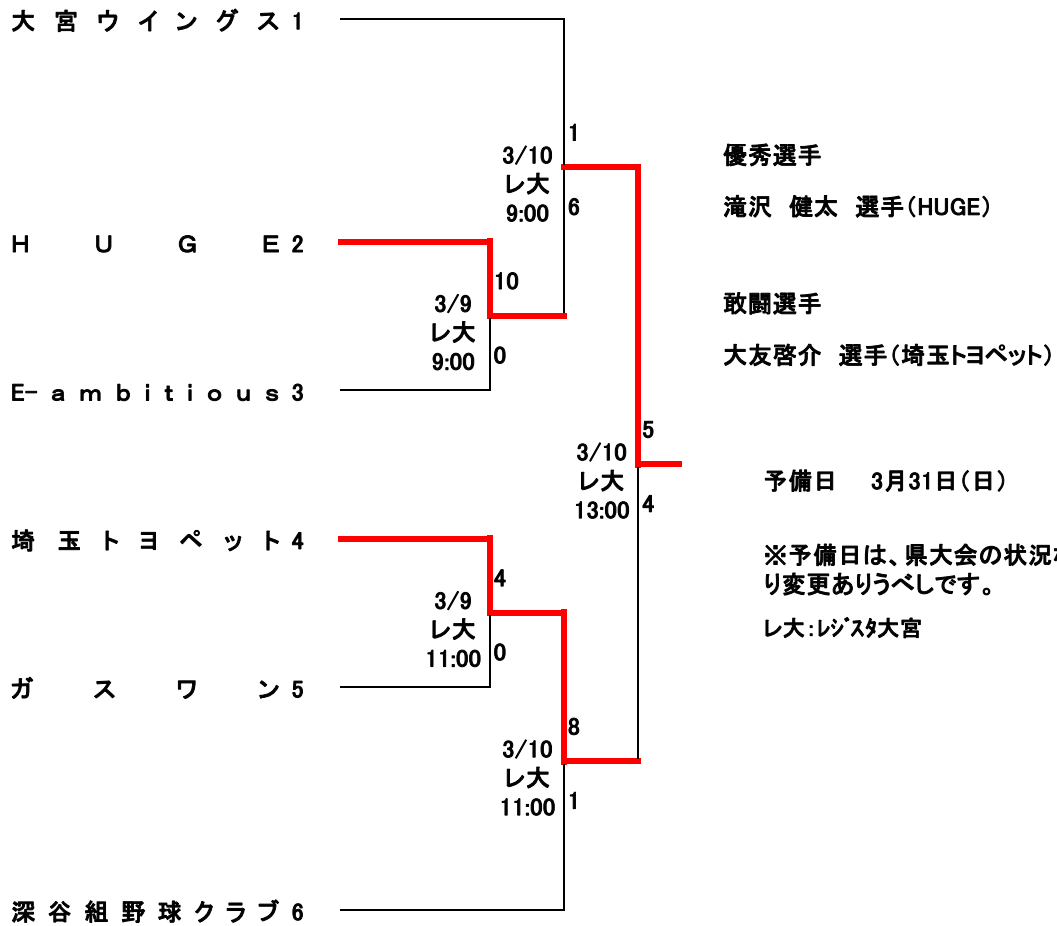 大宮ウイングス 1
1
3/10
レ大
9:00
6
優秀選手
滝沢 健太 選手(HUGE)
HUGE 2
10
3/9
レ大
9:00
0
敢闘選手
大友啓介 選手(埼玉トヨペット)
E-ambitious 3
5
3/10
レ大
13:00
4
予備日 3月31日(日)
埼玉トヨペット 4
4
3/9
レ大
11:00
0
※予備日は、県大会の状況
り変更ありうべしです。
レ大:レジスタ大宮
ガスワン 5
8
3/10
レ大
11:00
1
深谷組野球クラブ 6